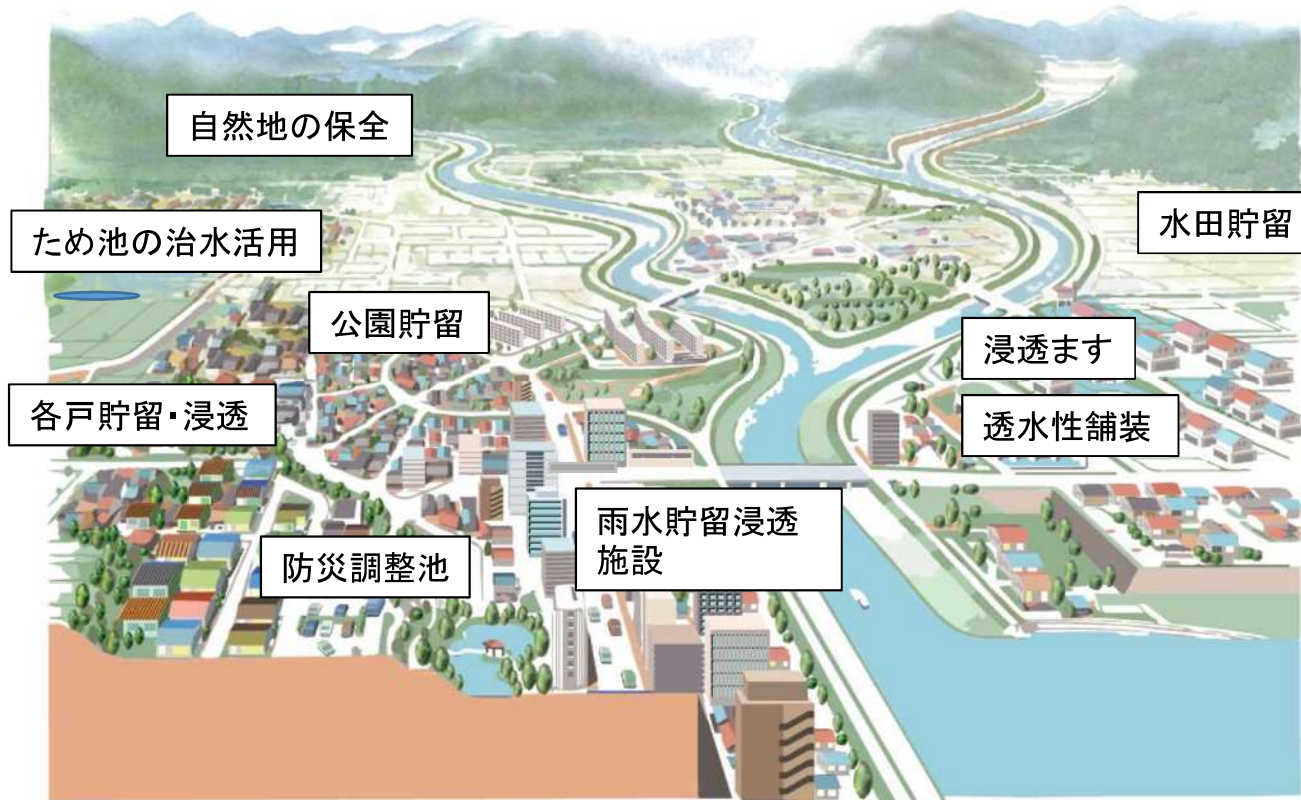 自然地の保全
ため池の治水活用
水田貯留
公園貯留
浸透ます
各戸貯留・浸透
透水性舗装
雨水貯留浸透
施設
防災調整池